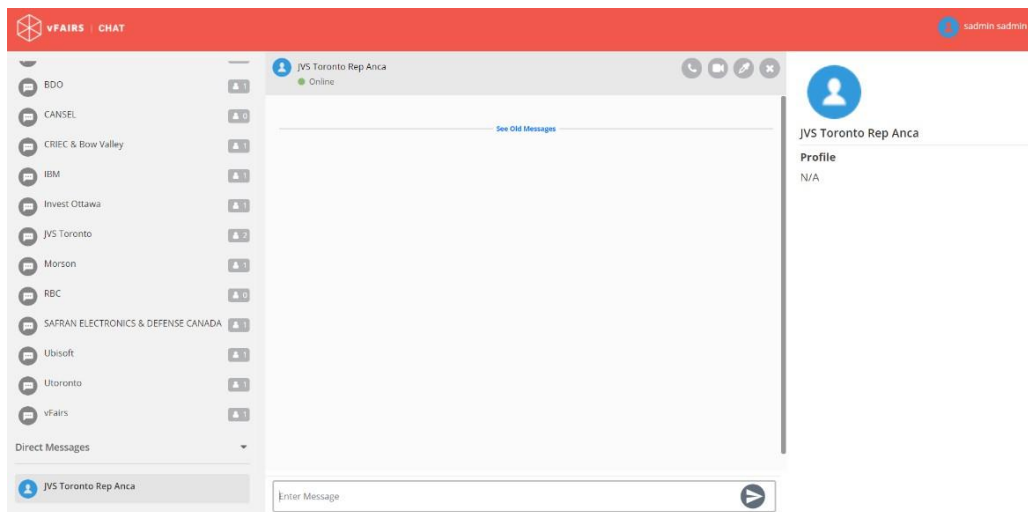 vFAIRS | CHAT
sadmin sadmin
BDO
1
CANSEL
0
CRIEC & Bow Valley
1
IBM
1
Invest Ottawa
1
JVS Toronto
2
Morson
1
RBC
0
SAFRAN ELECTRONICS & DEFENSE CANADA
1
Ubisoft
1
Utoronto
1
vFairs
1
Direct Messages
JVS Toronto Rep Anca
JVS Toronto Rep Anca
Online
See Old Messages
Enter Message
JVS Toronto Rep Anca
Profile
N/A